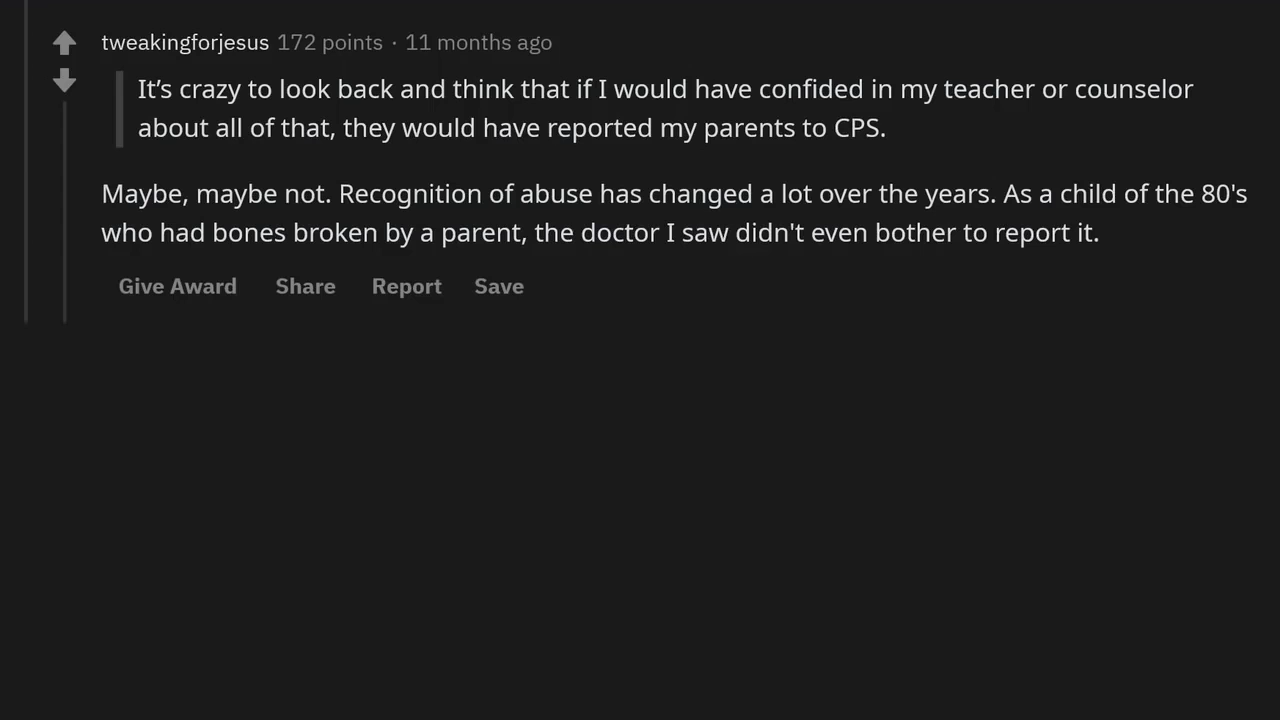 tweakingforjesus 172 points · 11 months ago
It’s crazy to look back and think that if I would have confided in my teacher or counselor
about all of that, they would have reported my parents to CPS.
Maybe, maybe not. Recognition of abuse has changed a lot over the years. As a child of the 80's
who had bones broken by a parent, the doctor I saw didn't even bother to report it.
Give Award Share Report Save